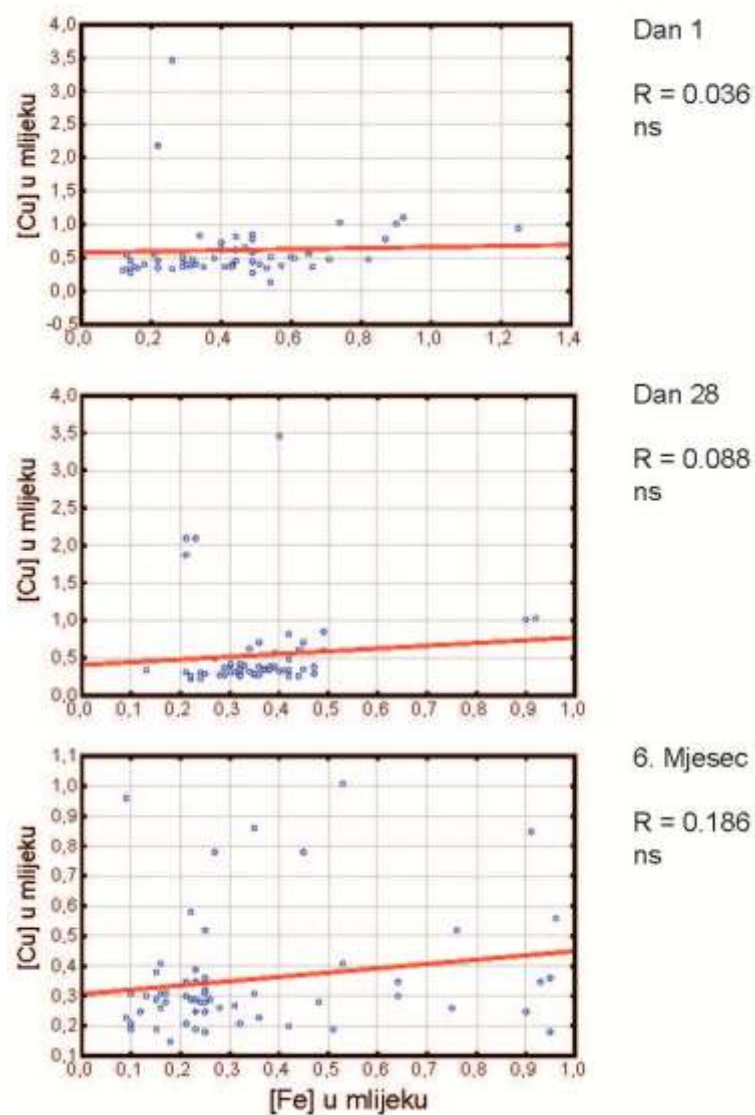 4,0
3,5
3,0
2,5
2,0
1,5
1,0
0,5
0,0
-0,5
[Cu] u mlijeku
0,0 0,2 0,4 0,6 0,8 1,0 1,2 1,4
Dan 1
R = 0.036
ns
4,0
3,5
3,0
2,5
2,0
1,5
1,0
0,5
0,0
[Cu] u mlijeku
0,0 0,1 0,2 0,3 0,4 0,5 0,6 0,7 0,8 0,9 1,0
Dan 28
R = 0.088
ns
1,1
1,0
0,9
0,8
0,7
0,6
0,5
0,4
0,3
0,2
0,1
[Cu] u mlijeku
0,0 0,1 0,2 0,3 0,4 0,5 0,6 0,7 0,8 0,9 1,0
[Fe] u mlijeku
6. Mjesec
R = 0.186
ns